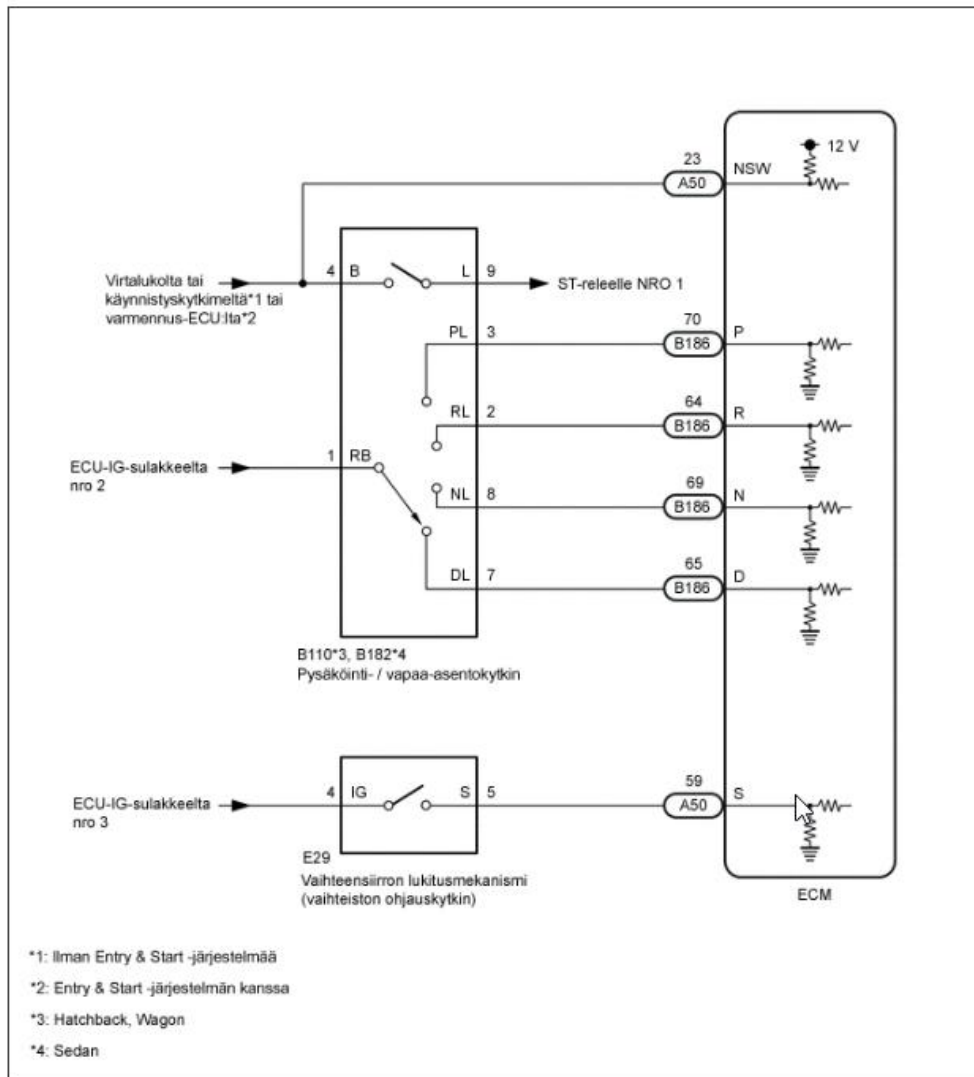 12 V
23
A50
NSW
Virtalukolta tai
käynnistyskytkimeltä*1 tai
varmennus-ECU:lta*2
4 B
L 9
ST-releelle NRO 1
PL 3
70
B186
P
RL 2
64
B186
R
ECU-IG-sulakkeelta
nro 2
1 RB
NL 8
69
B186
N
DL 7
65
B186
D
B110*3, B182*4
Pysäköinti- / vapaa-asentokytkin
ECU-IG-sulakkeelta
nro 3
4 IG
S 5
59
A50
S
E29
Vaihteensiirron lukitusmekanismi
(vaihteiston ohjauskytkin)
ECM
*1: Ilman Entry & Start -järjestelmää
*2: Entry & Start -järjestelmän kanssa
*3: Hatchback, Wagon
*4: Sedan